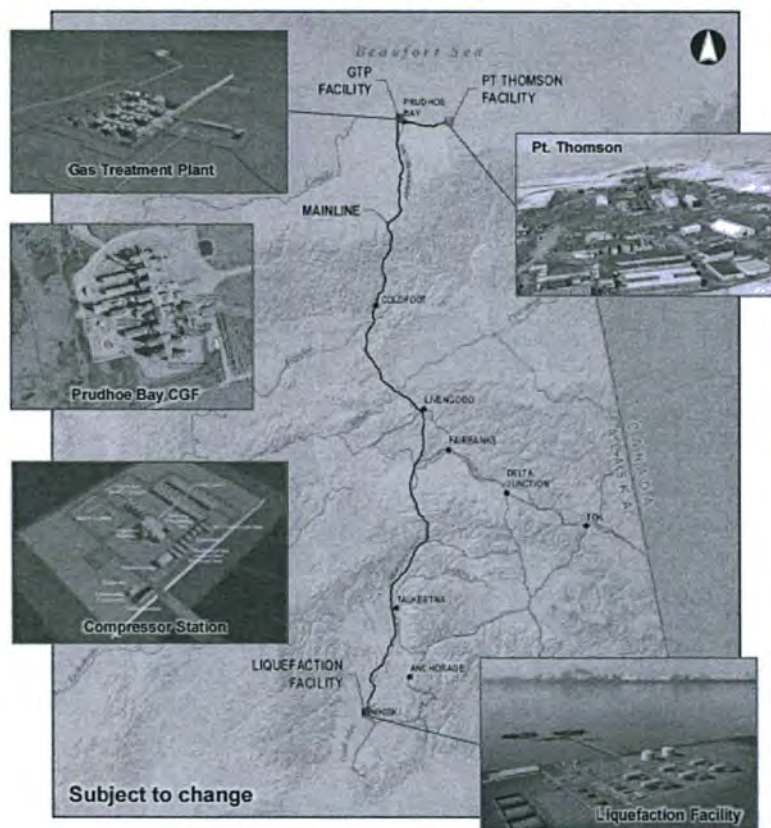 Beaufort Sea
GTP
FACILITY
PT THOMSON
FACILITY
PRUDHOE
BAY
Gas Treatment Plant
Pt. Thomson
MAINLINE
COLDFOOT
Prudhoe Bay CGF
LIVENGOOD
FAIRBANKS
DELTA
JUNCTION
CANADA
ALASKA
TOK
Compressor Station
TALKEETNA
LIQUEFACTION
FACILITY
ANCHORAGE
NIKISKI
Subject to change
Liquefaction Facility